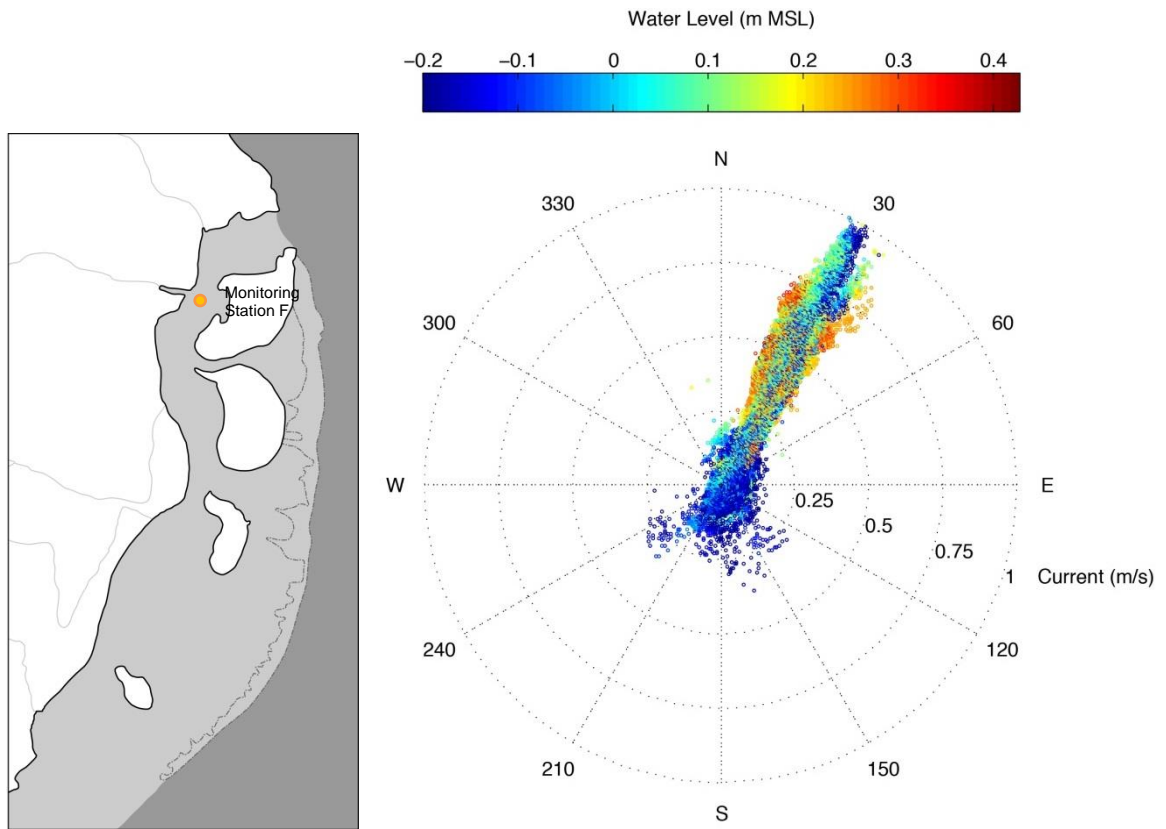 Water Level (m MSL)
−0.2 −0.1 0 0.1 0.2 0.3 0.4
Monitoring
Station F
N
330 30
300 60
W E
0.25
0.5
0.75
1 Current (m/s)
240 120
210 150
S